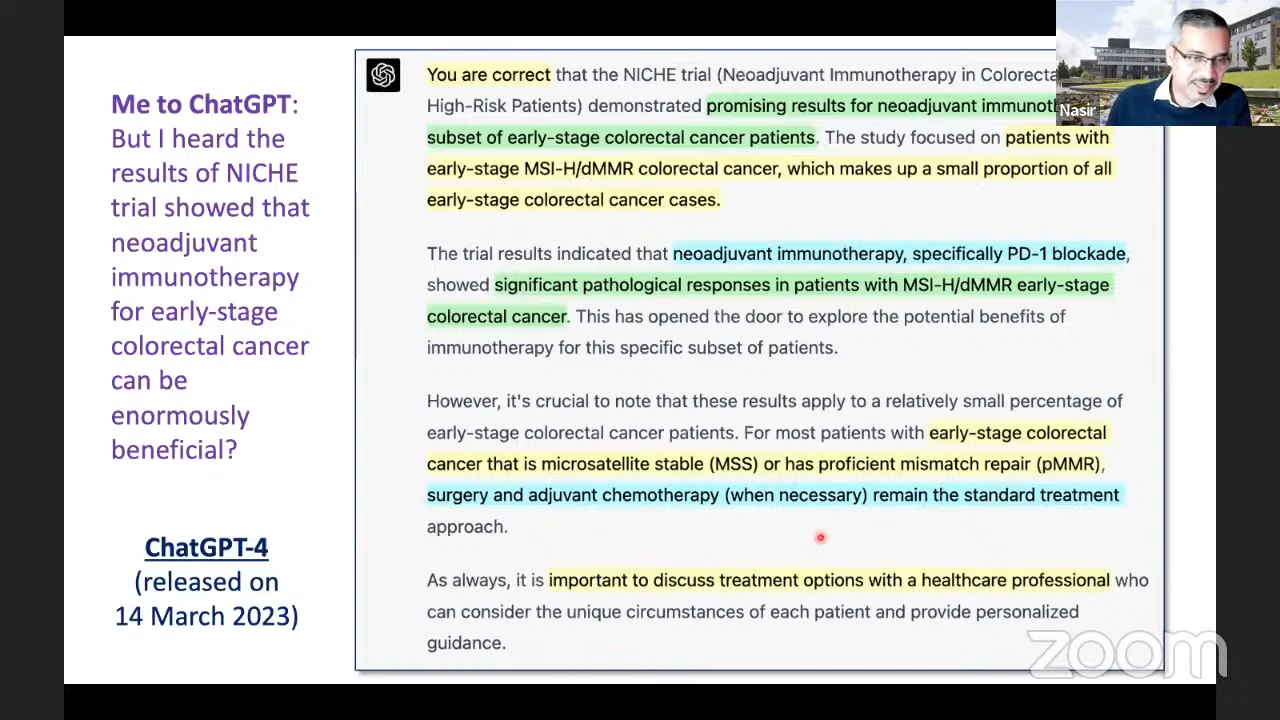 Me to ChatGPT:
But I heard the
results of NICHE
trial showed that
neoadjuvant
immunotherapy
for early-stage
colorectal cancer
can be
enormously
beneficial?
ChatGPT-4
(released on
14 March 2023)
You are correct that the NICHE trial (Neoadjuvant Immunotherapy in
High-Risk Patients) demonstrated promising results for neoadjuvant
subset of early-stage colorectal cancer patients. The study focused on patients with
early-stage MSI-H/dMMR colorectal cancer, which makes up a small proportion of all
early-stage colorectal cancer cases.
The trial results indicated that neoadjuvant immunotherapy, specifically PD-1 blockade,
showed significant pathological responses in patients with MSI-H/dMMR early-stage
colorectal cancer. This has opened the door to explore the potential benefits of
immunotherapy for this specific subset of patients.
However, it's crucial to note that these results apply to a relatively small percentage of
early-stage colorectal cancer patients. For most patients with early-stage colorectal
cancer that is microsatellite stable (MSS) or has proficient mismatch repair (pMMR),
surgery and adjuvant chemotherapy (when necessary) remain the standard treatment
approach.
As always, it is important to discuss treatment options with a healthcare professional who
can consider the unique circumstances of each patient and provide personalized
guidance.
Nasir
zoom